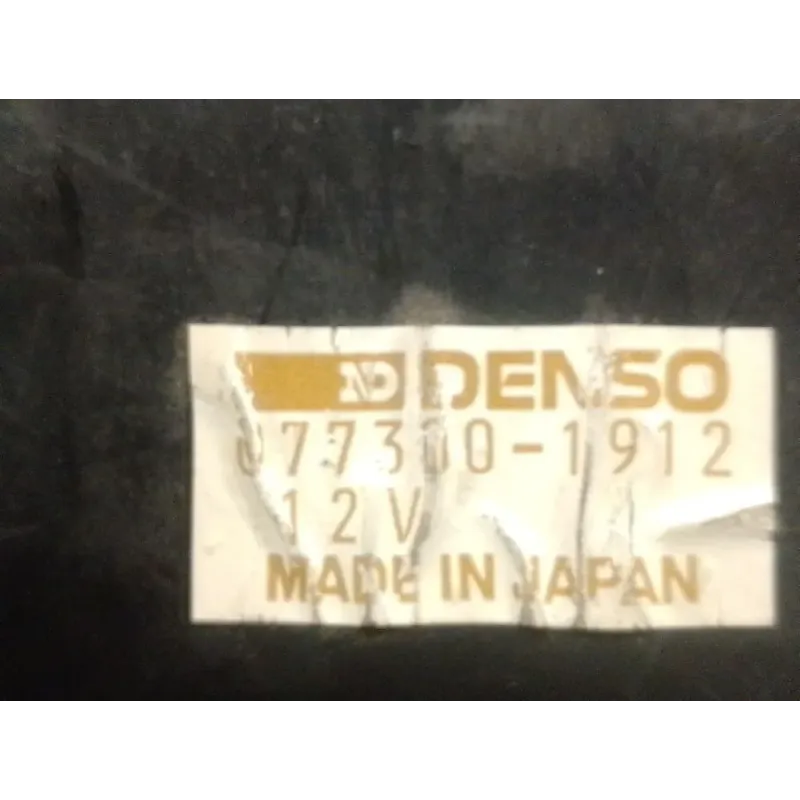 ND DENSO
077300-1912
12V
MADE IN JAPAN